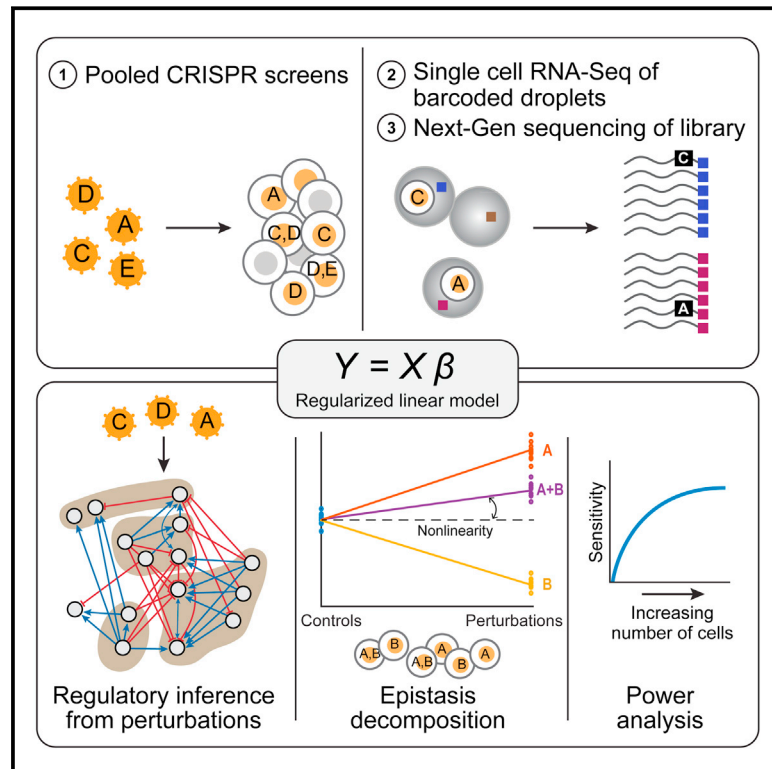 1 Pooled CRISPR screens
D
A
C
E
A
C,D
C
D,E
D
2 Single cell RNA-Seq of
barcoded droplets
3 Next-Gen sequencing of library
C
A
C
A
Y = X β
Regularized linear model
C
D
A
Regulatory inference
from perturbations
A
A+B
Nonlinearity
B
Controls
Perturbations
A,B
B
A,B
A
B
A
Epistasis
decomposition
Sensitivity
Increasing
number of cells
Power
analysis